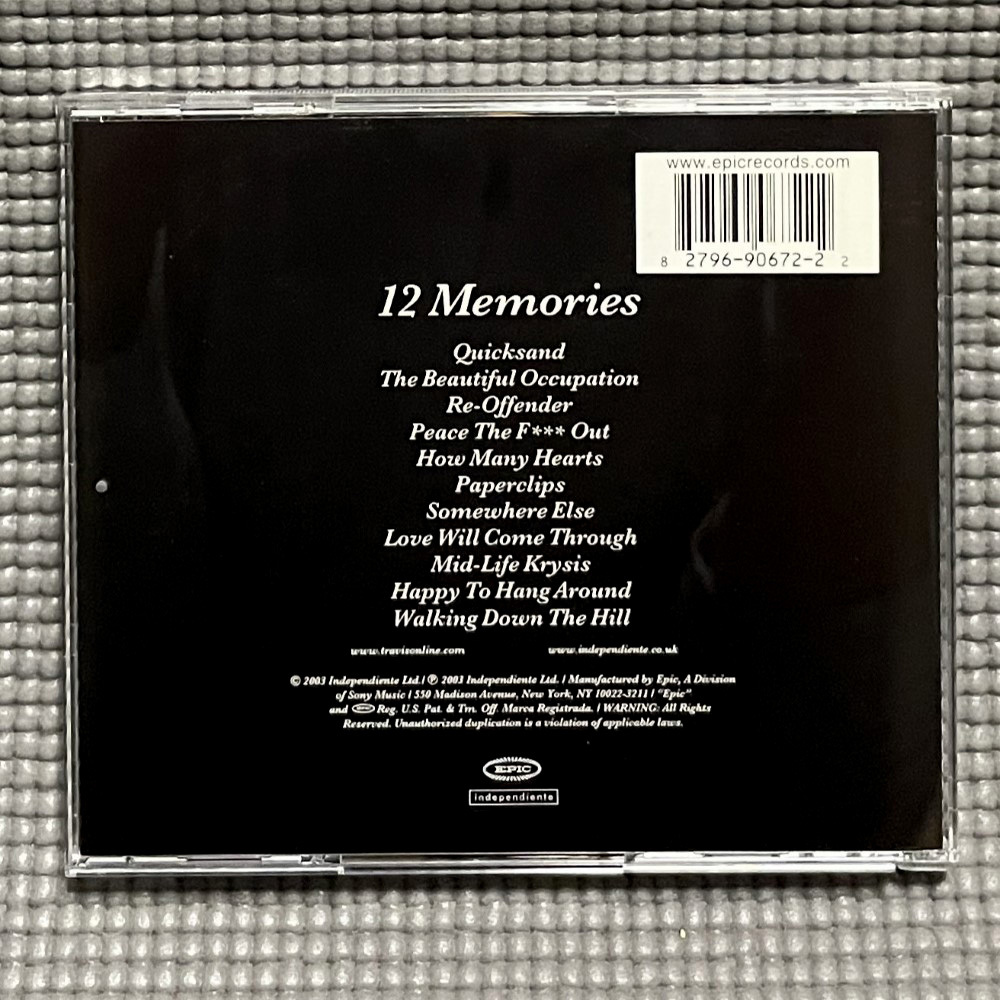 www.epicrecords.com
8 2796-90672-2 2
12 Memories
Quicksand
The Beautiful Occupation
Re-Offender
Peace The F*** Out
How Many Hearts
Paperclips
Somewhere Else
Love Will Come Through
Mid-Life Krysis
Happy To Hang Around
Walking Down The Hill
www.travisonline.com www.independiente.co.uk
© 2003 Independiente Ltd. / ℗ 2003 Independiente Ltd. / Manufactured by Epic, A Division
of Sony Music / 550 Madison Avenue, New York, NY 10022-3211 / "Epic"
and EPIC Reg. U.S. Pat. & Tm. Off. Marca Registrada. / WARNING: All Rights
Reserved. Unauthorized duplication is a violation of applicable laws.
EPIC
independiente